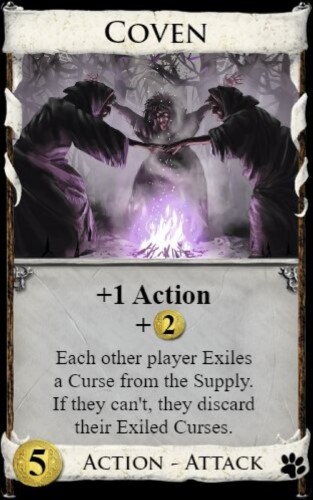 COVEN
+1 Action
+2
Each other player Exiles
a Curse from the Supply.
If they can't, they discard
their Exiled Curses.
5 ACTION - ATTACK